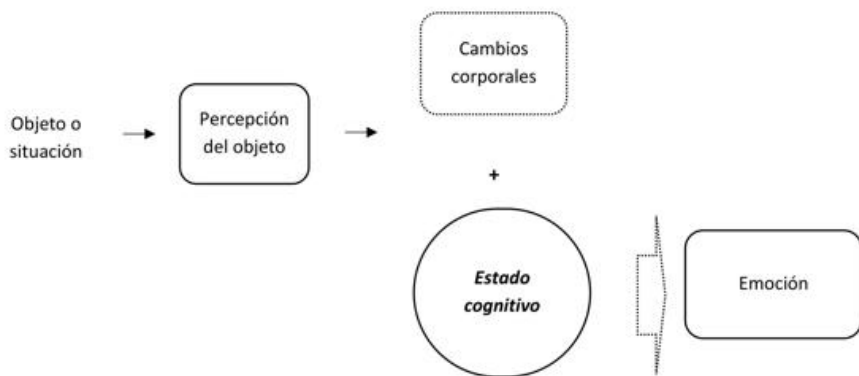 Objeto o
situación
Percepción
del objeto
Cambios
corporales
+
Estado
cognitivo
Emoción